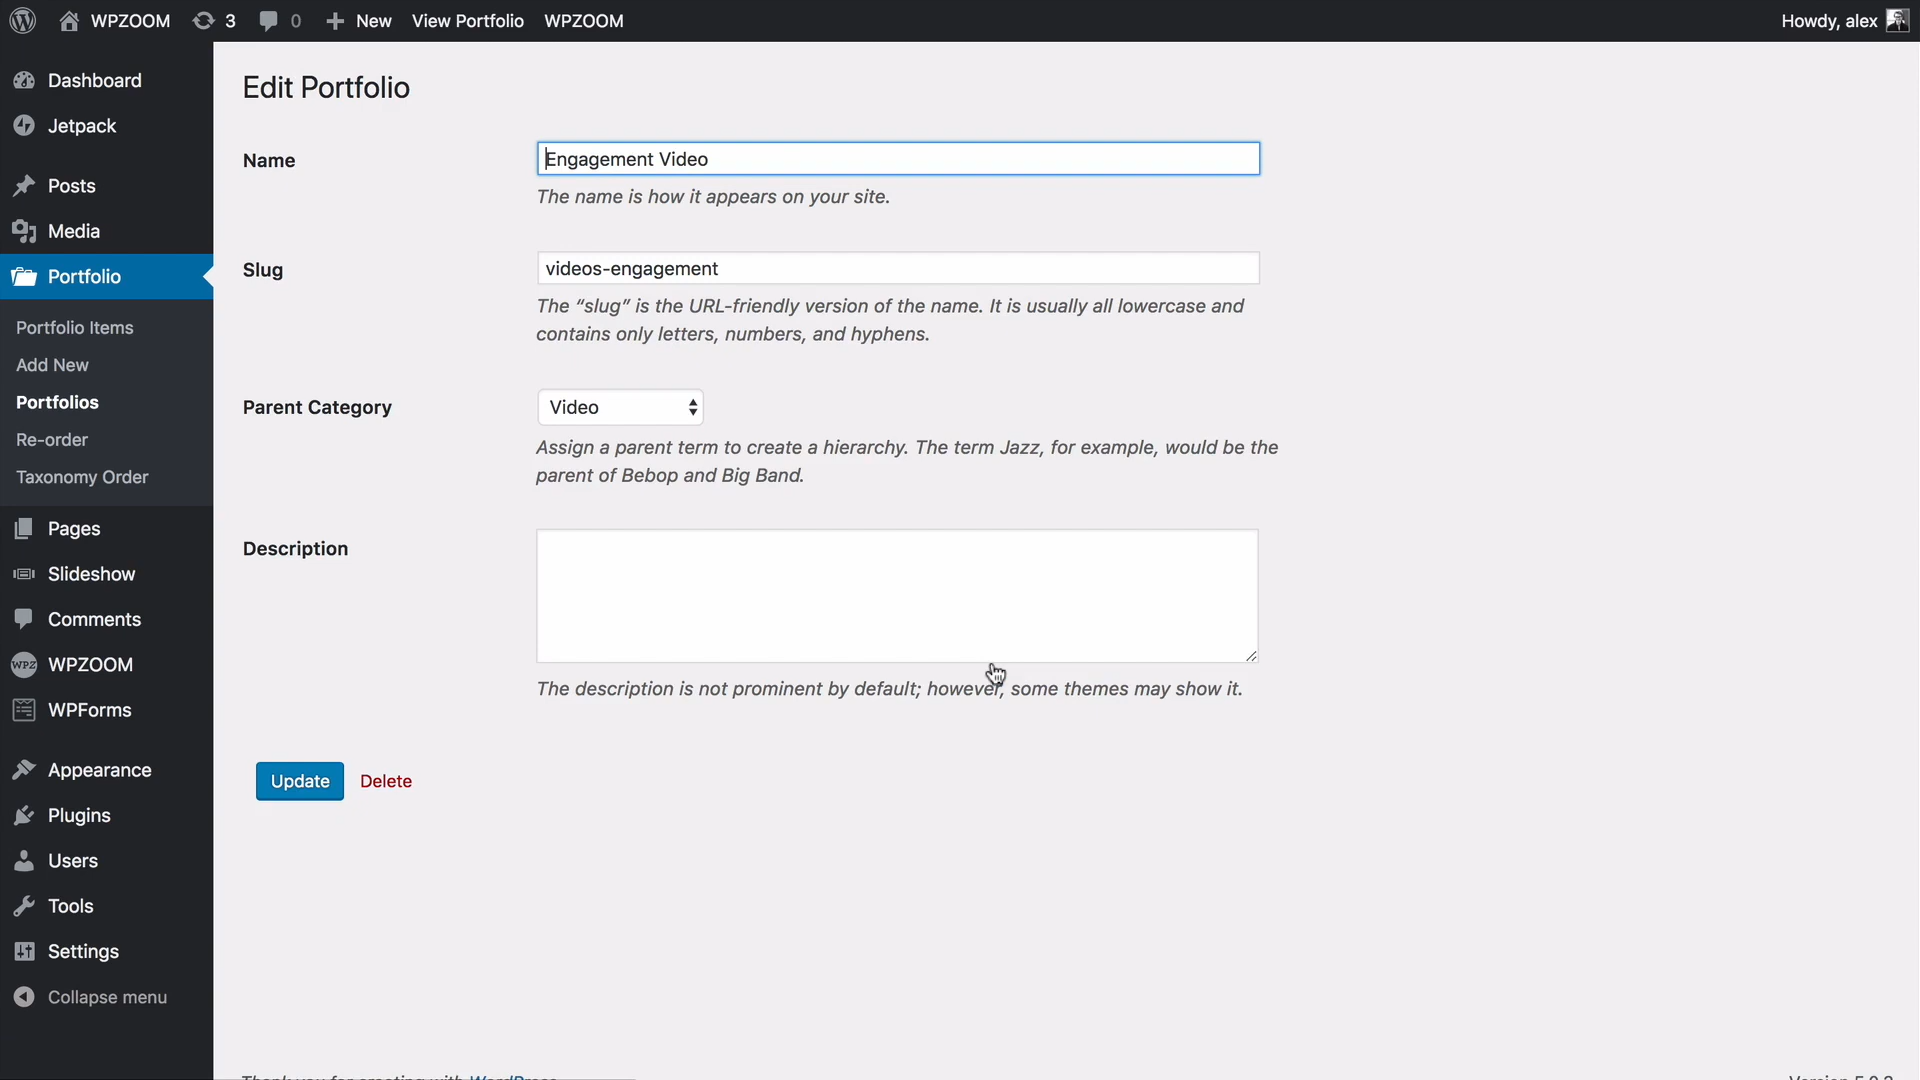 WPZOOM 3 0 New View Portfolio WPZOOM Howdy, alex
Dashboard
Jetpack
Posts
Media
Portfolio
Portfolio Items
Add New
Portfolios
Re-order
Taxonomy Order
Pages
Slideshow
Comments
WPZ WPZOOM
WPForms
Appearance
Plugins
Users
Tools
Settings
Collapse menu
Edit Portfolio
Name
Engagement Video
The name is how it appears on your site.
Slug
videos-engagement
The “slug” is the URL-friendly version of the name. It is usually all lowercase and
contains only letters, numbers, and hyphens.
Parent Category
Video
Assign a parent term to create a hierarchy. The term Jazz, for example, would be the
parent of Bebop and Big Band.
Description
The description is not prominent by default; however, some themes may show it.
Update Delete
Thank you for creating with WordPress